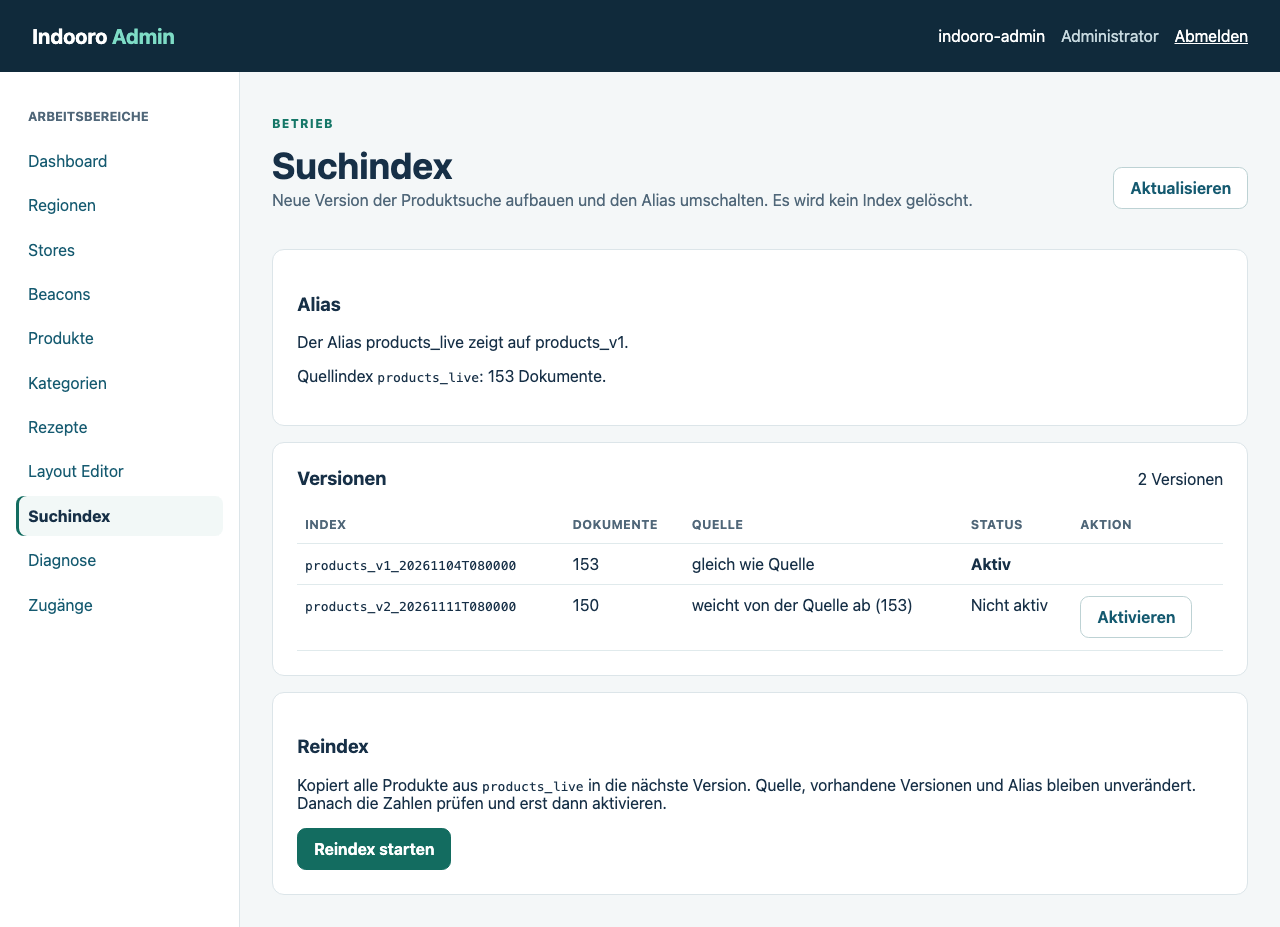 Indooro Admin
indooro-admin Administrator Abmelden
ARBEITSBEREICHE
Dashboard
Regionen
Stores
Beacons
Produkte
Kategorien
Rezepte
Layout Editor
Suchindex
Diagnose
Zugänge
BETRIEB
Suchindex
Neue Version der Produktsuche aufbauen und den Alias umschalten. Es wird kein Index gelöscht.
Aktualisieren
Alias
Der Alias products_live zeigt auf products_v1.
Quellindex products_live: 153 Dokumente.
Versionen
2 Versionen
INDEX DOKUMENTE QUELLE STATUS AKTION
products_v1_20261104T080000 153 gleich wie Quelle Aktiv
products_v2_20261111T080000 150 weicht von der Quelle ab (153) Nicht aktiv Aktivieren
Reindex
Kopiert alle Produkte aus products_live in die nächste Version. Quelle, vorhandene Versionen und Alias bleiben unverändert.
Danach die Zahlen prüfen und erst dann aktivieren.
Reindex starten